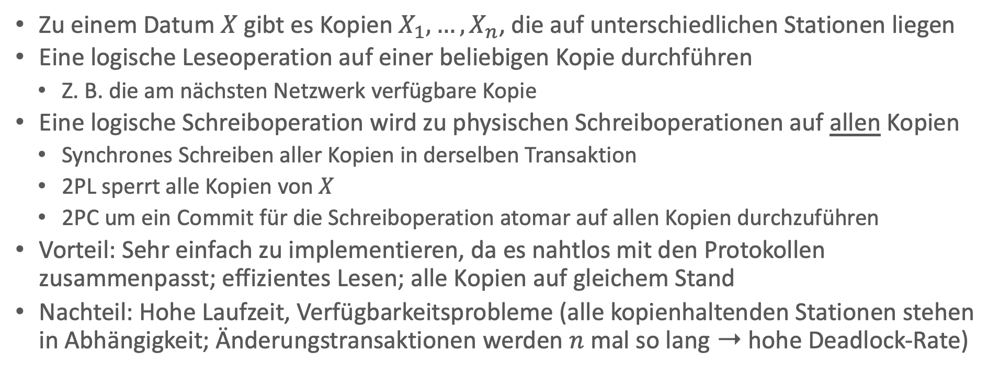 • Zu einem Datum X gibt es Kopien X₁, … , Xₙ, die auf unterschiedlichen Stationen liegen
• Eine logische Leseoperation auf einer beliebigen Kopie durchführen
• Z. B. die am nächsten Netzwerk verfügbare Kopie
• Eine logische Schreiboperation wird zu physischen Schreiboperationen auf allen Kopien
• Synchrones Schreiben aller Kopien in derselben Transaktion
• 2PL sperrt alle Kopien von X
• 2PC um ein Commit für die Schreiboperation atomar auf allen Kopien durchzuführen
• Vorteil: Sehr einfach zu implementieren, da es nahtlos mit den Protokollen
zusammenpasst; effizientes Lesen; alle Kopien auf gleichem Stand
• Nachteil: Hohe Laufzeit, Verfügbarkeitsprobleme (alle kopienhaltenden Stationen stehen
in Abhängigkeit; Änderungstransaktionen werden n mal so lang → hohe Deadlock-Rate)